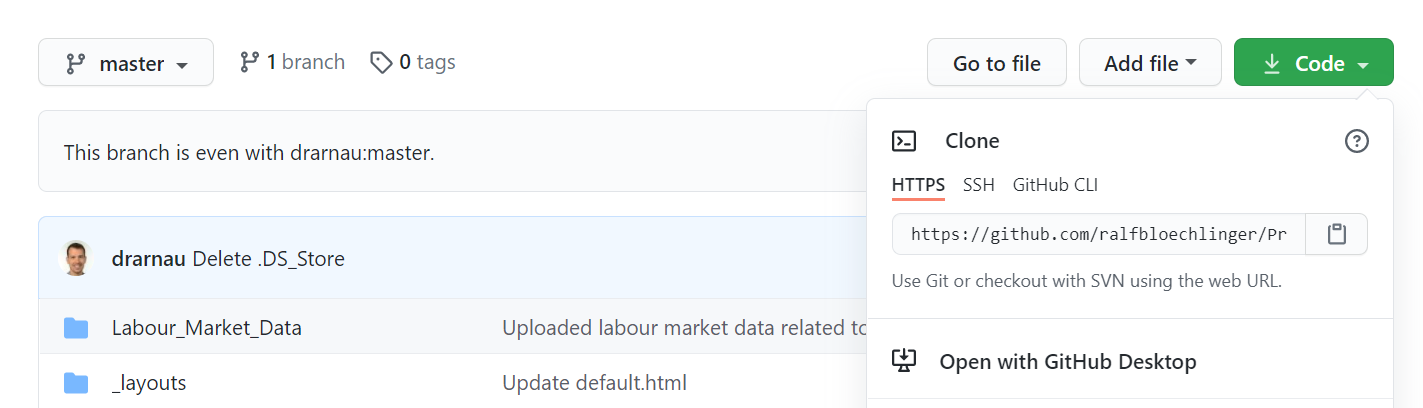 master 1 branch 0 tags Go to file Add file Code
This branch is even with drarnau:master.
Clone
HTTPS SSH GitHub CLI
https://github.com/ralfbloechlinger/Pr
Use Git or checkout with SVN using the web URL.
drarnau Delete .DS_Store
Labour_Market_Data Uploaded labour market data related to
Open with GitHub Desktop
_layouts Update default.html